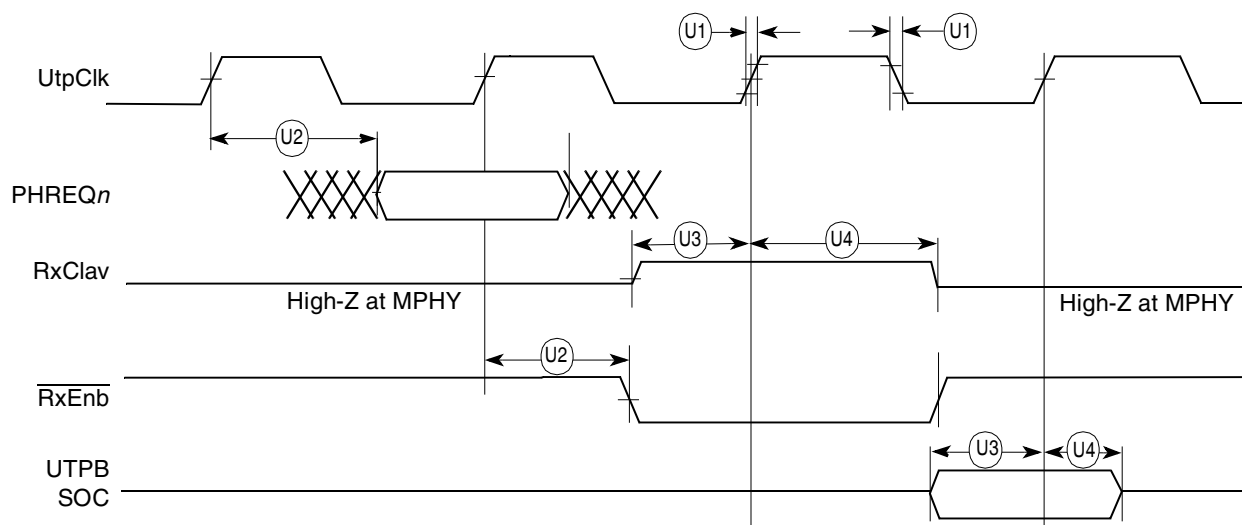 U1
U1
UtpClk
U2
PHREQn
U3
U4
RxClav
High-Z at MPHY
High-Z at MPHY
U2
RxEnb
U3
U4
UTPB
SOC